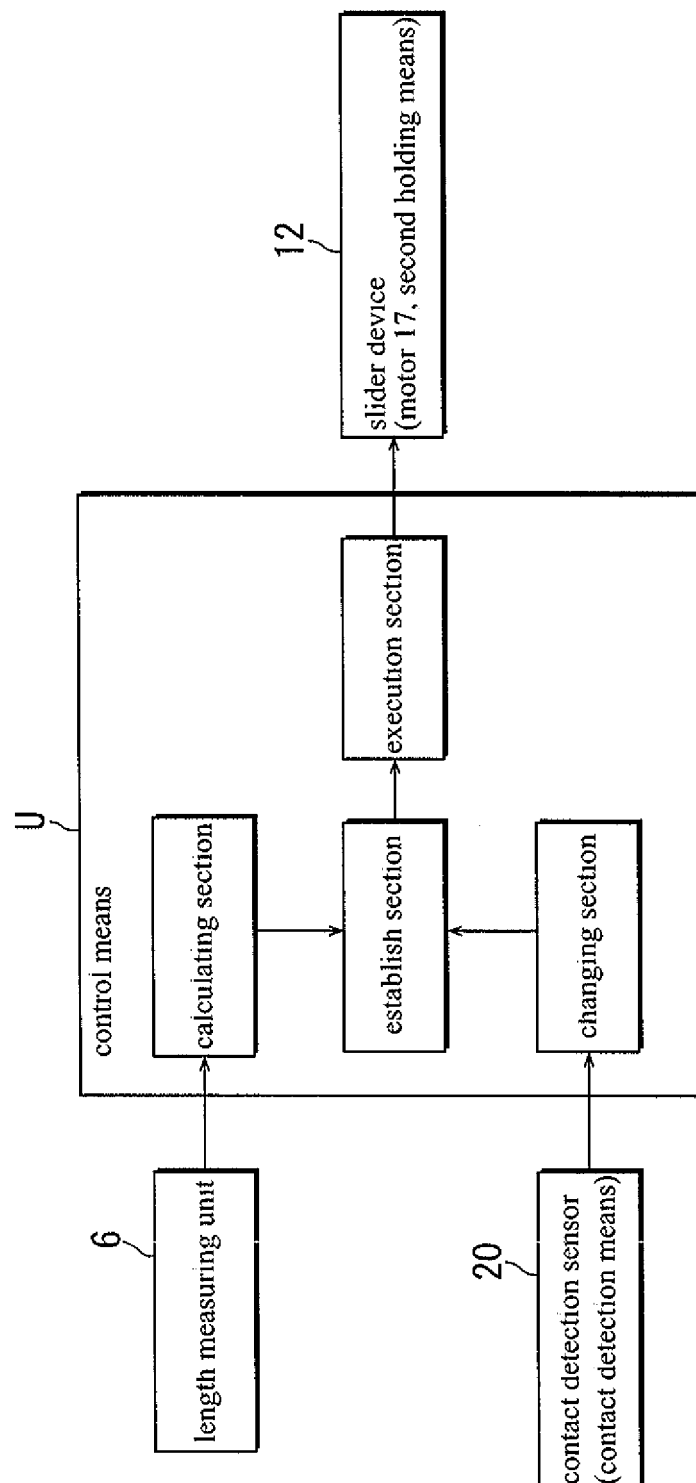 6
length measuring unit
20
contact detection sensor
(contact detection means)
U
control means
calculating section
establish section
changing section
execution section
12
slider device
(motor 17, second holding means)